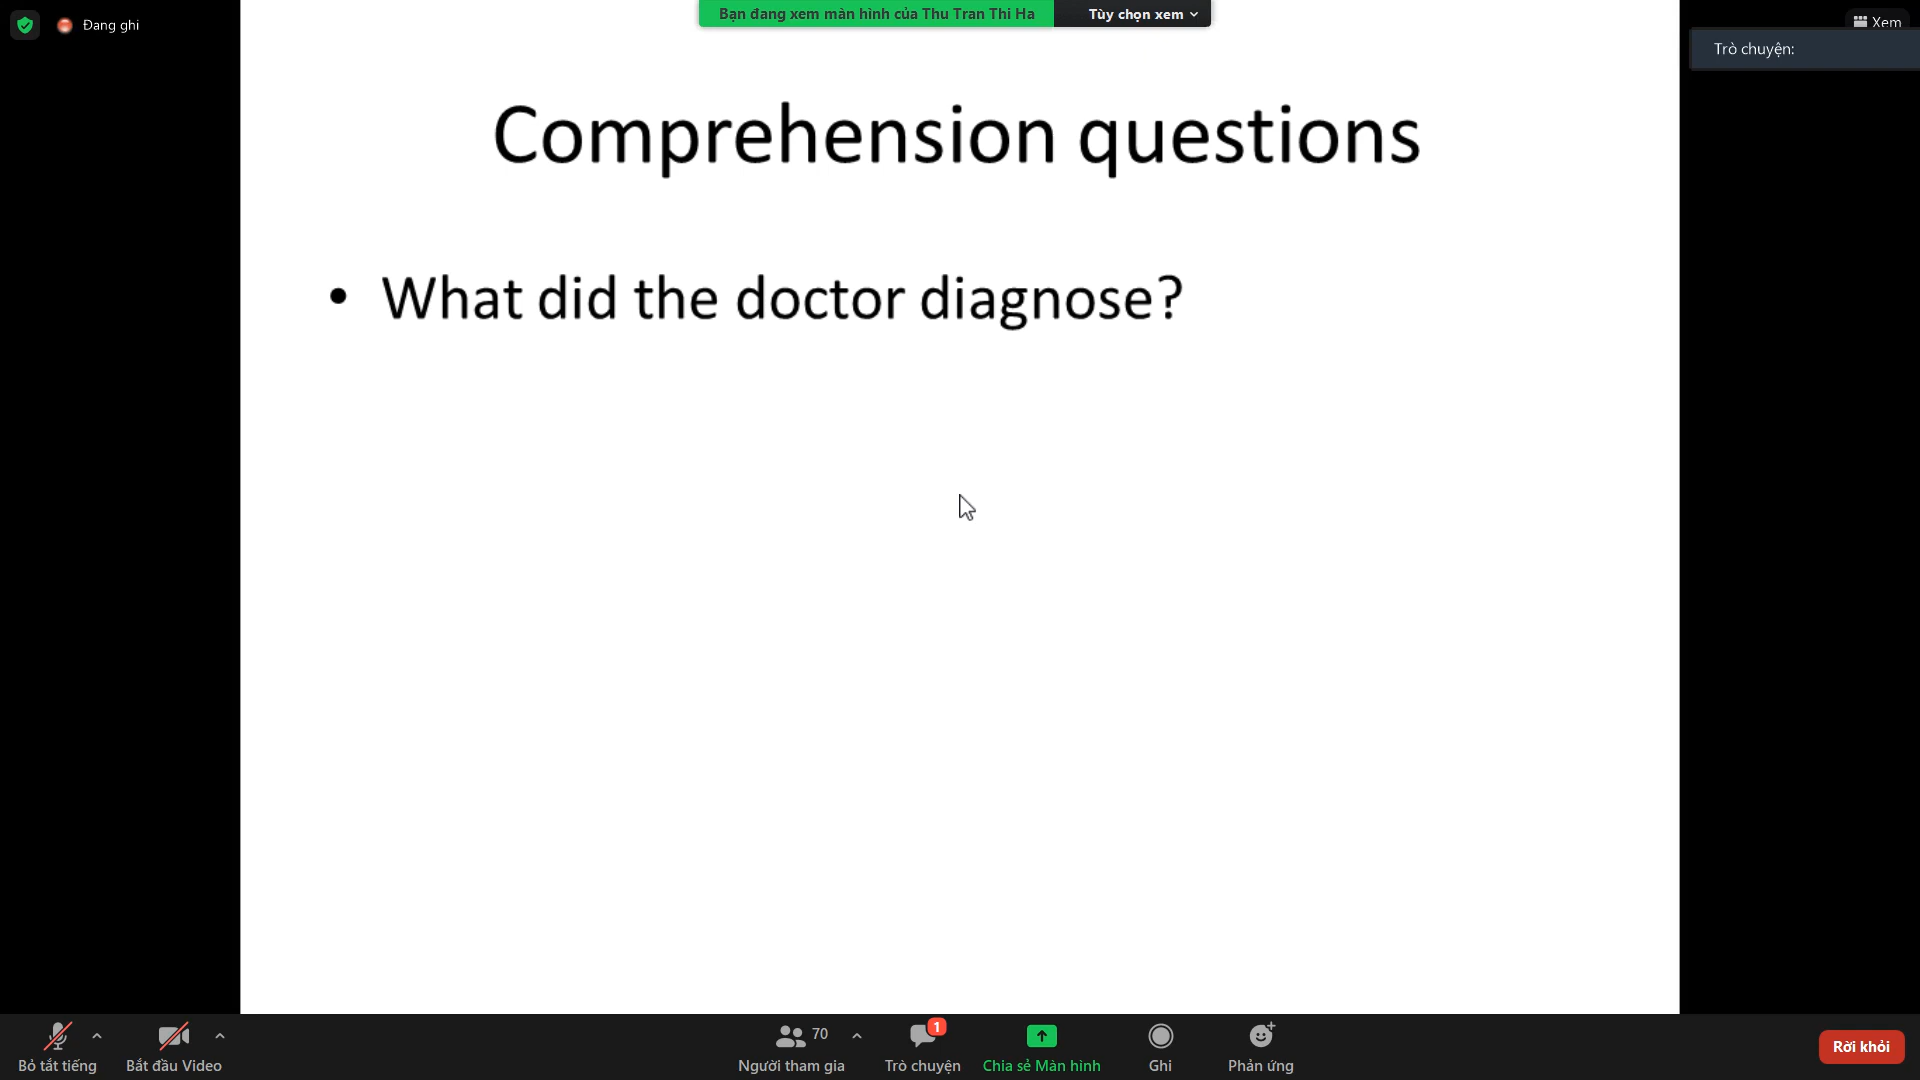 Đang ghi
Bạn đang xem màn hình của Thu Tran Thi Ha
Tùy chọn xem
Xem
Trò chuyện:
Comprehension questions
• What did the doctor diagnose?
Bỏ tắt tiếng
Bắt đầu Video
70
Người tham gia
1
Trò chuyện
Chia sẻ Màn hình
Ghi
Phản ứng
Rời khỏi